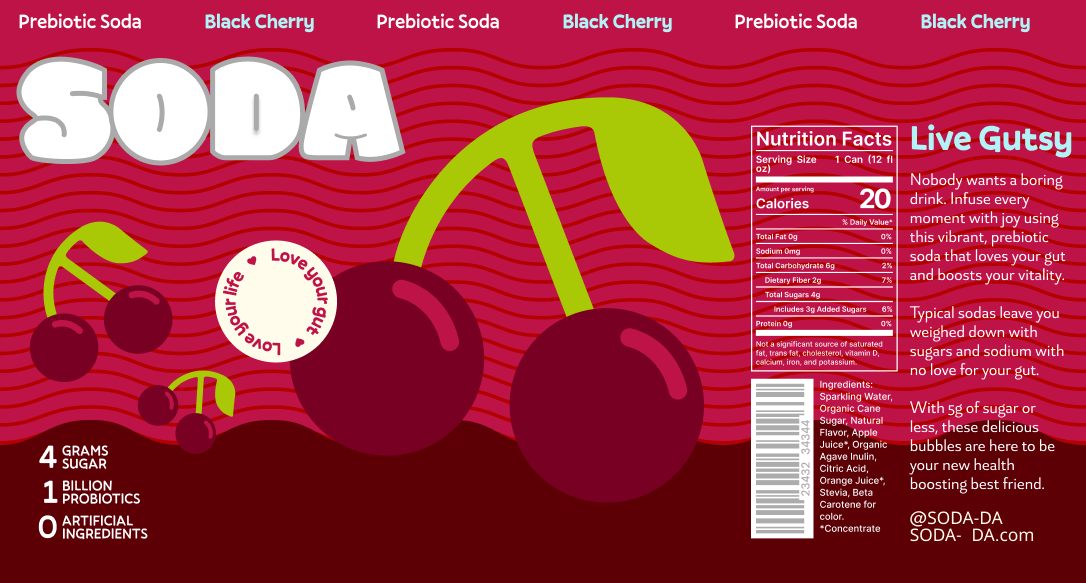 Prebiotic Soda Black Cherry Prebiotic Soda Black Cherry Prebiotic Soda Black Cherry
SODA
Love your gut ♥ Love your life ♥
4 GRAMS
SUGAR
1 BILLION
PROBIOTICS
0 ARTIFICIAL
INGREDIENTS
Nutrition Facts
Serving Size 1 Can (12 fl
oz)
Amount per serving
Calories 20
% Daily Value*
Total Fat 0g 0%
Sodium 0mg 0%
Total Carbohydrate 6g 2%
Dietary Fiber 2g 7%
Total Sugars 4g
Includes 3g Added Sugars 6%
Protein 0g 0%
Not a significant source of saturated
fat, trans fat, cholesterol, vitamin D,
calcium, iron, and potassium.
23432 34344
Ingredients:
Sparkling Water,
Organic Cane
Sugar, Natural
Flavor, Apple
Juice*, Organic
Agave Inulin,
Citric Acid,
Orange Juice*,
Stevia, Beta
Carotene for
color.
*Concentrate
Live Gutsy
Nobody wants a boring
drink. Infuse every
moment with joy using
this vibrant, prebiotic
soda that loves your gut
and boosts your vitality.
Typical sodas leave you
weighed down with
sugars and sodium with
no love for your gut.
With 5g of sugar or
less, these delicious
bubbles are here to be
your new health
boosting best friend.
@SODA-DA
SODA- DA.com